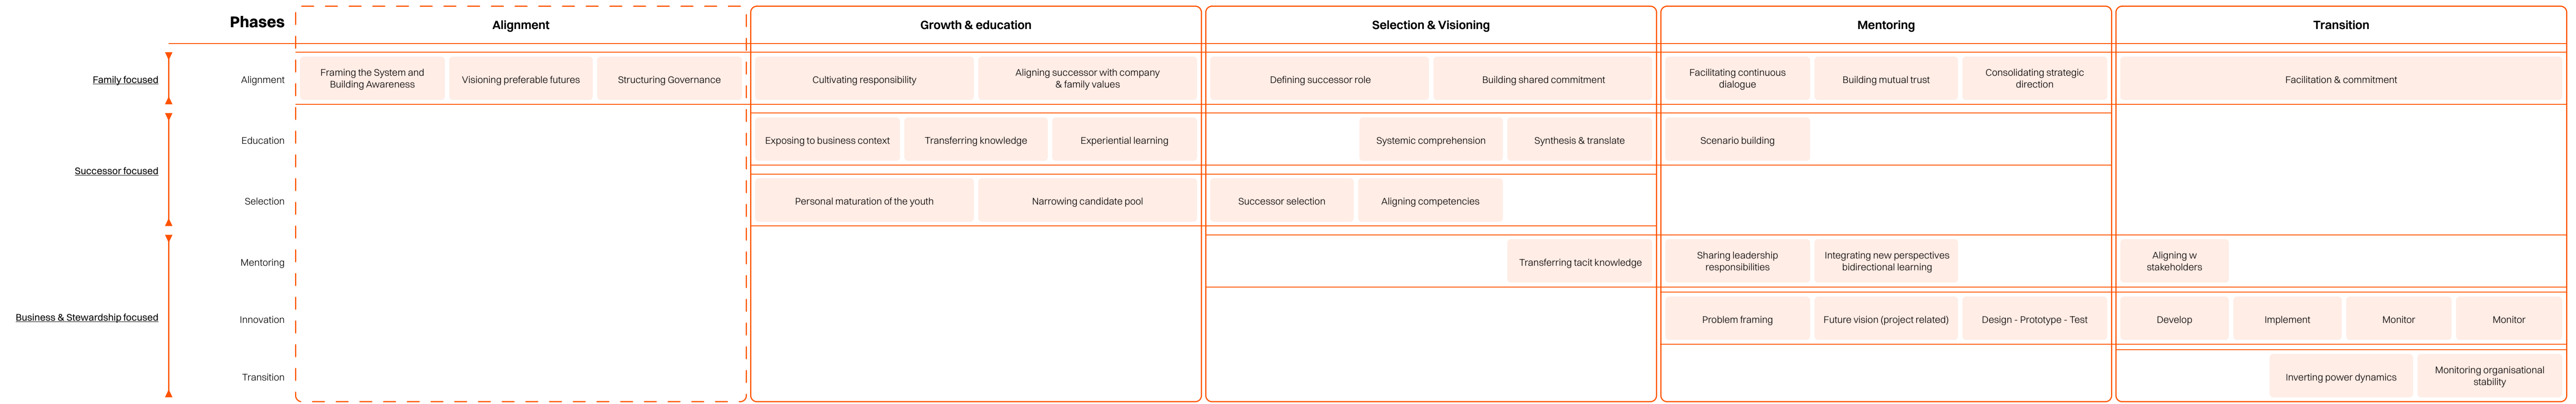 Phases
Alignment
Growth & education
Selection & Visioning
Mentoring
Transition
Family focused
Alignment
Framing the System and
Building Awareness
Visioning preferable futures
Structuring Governance
Cultivating responsibility
Aligning successor with company
& family values
Defining successor role
Building shared commitment
Facilitating continuous
dialogue
Building mutual trust
Consolidating strategic
direction
Facilitation & commitment
Successor focused
Education
Exposing to business context
Transferring knowledge
Experiential learning
Systemic comprehension
Synthesis & translate
Scenario building
Selection
Personal maturation of the youth
Narrowing candidate pool
Successor selection
Aligning competencies
Business & Stewardship focused
Mentoring
Transferring tacit knowledge
Sharing leadership
responsibilities
Integrating new perspectives
bidirectional learning
Aligning w
stakeholders
Innovation
Problem framing
Future vision (project related)
Design - Prototype - Test
Develop
Implement
Monitor
Monitor
Transition
Inverting power dynamics
Monitoring organisational
stability